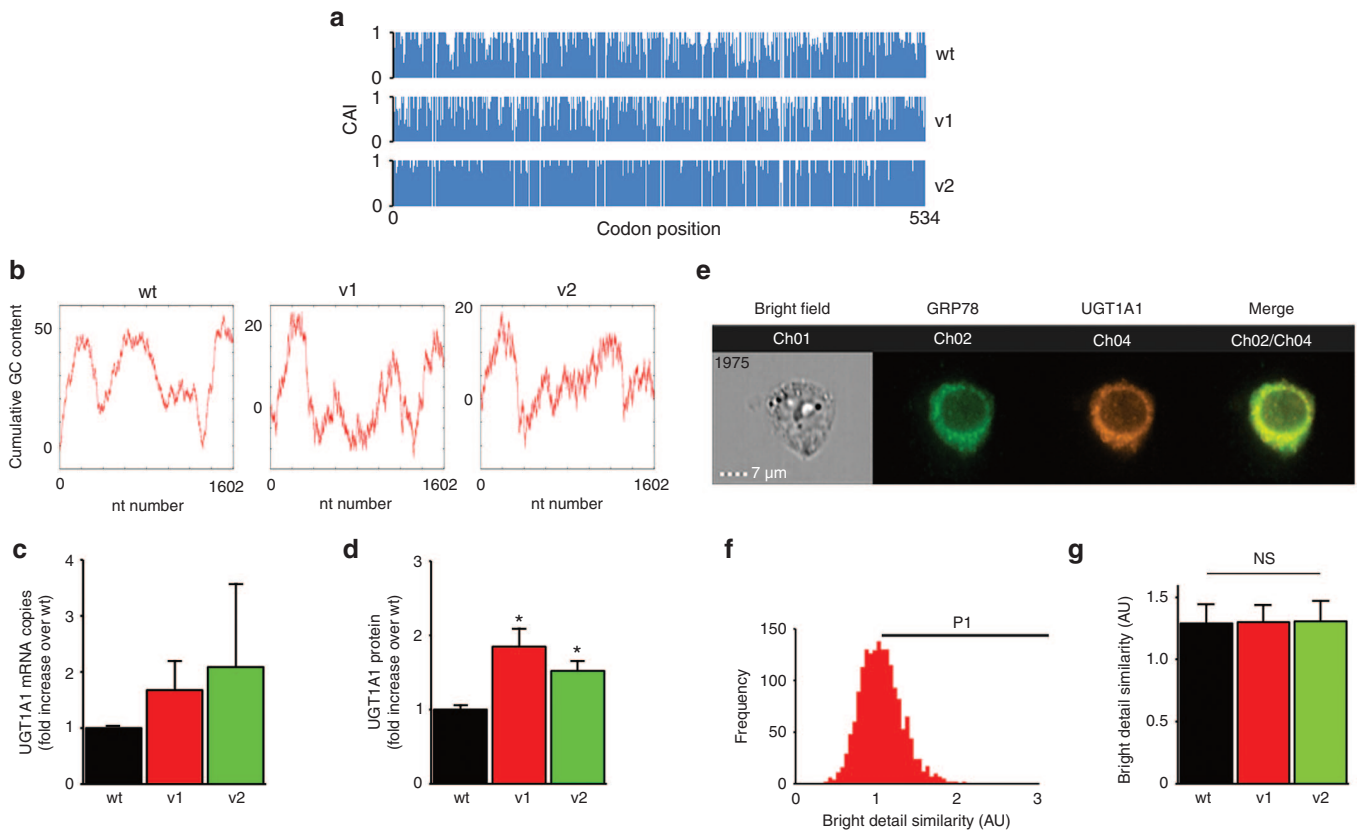 a
1
0
wt
CAI
1
0
v1
1
0
v2
0
534
Codon position
b
wt
v1
v2
Cumulative GC content
50
0
20
0
20
0
0
1602
0
1602
0
1602
nt number
nt number
nt number
e
Bright field
GRP78
UGT1A1
Merge
Ch01
Ch02
Ch04
Ch02/Ch04
1975
7 μm
c
UGT1A1 mRNA copies
(fold increase over wt)
4
3
2
1
0
wt
v1
v2
d
UGT1A1 protein
(fold increase over wt)
3
2
1
0
*
*
wt
v1
v2
f
Frequency
150
100
50
0
P1
0
1
2
3
Bright detail similarity (AU)
g
NS
Bright detail similarity (AU)
1.5
1.0
0.5
0
wt
v1
v2